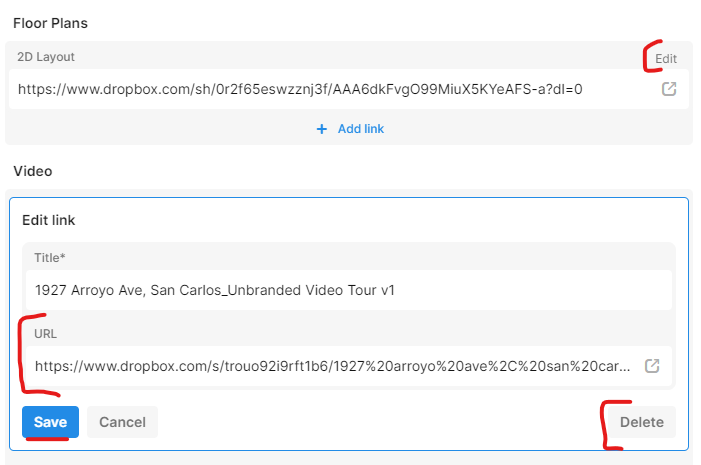 Floor Plans
2D Layout
Edit
https://www.dropbox.com/sh/0r2f65eswzznj3f/AAA6dkFvgO99MiuX5KYeAFS-a?dl=0
+ Add link
Video
Edit link
Title*
1927 Arroyo Ave, San Carlos_Unbranded Video Tour v1
URL
https://www.dropbox.com/s/trouo92i9rft1b6/1927%20arroyo%20ave%2C%20san%20car...
Save
Cancel
Delete